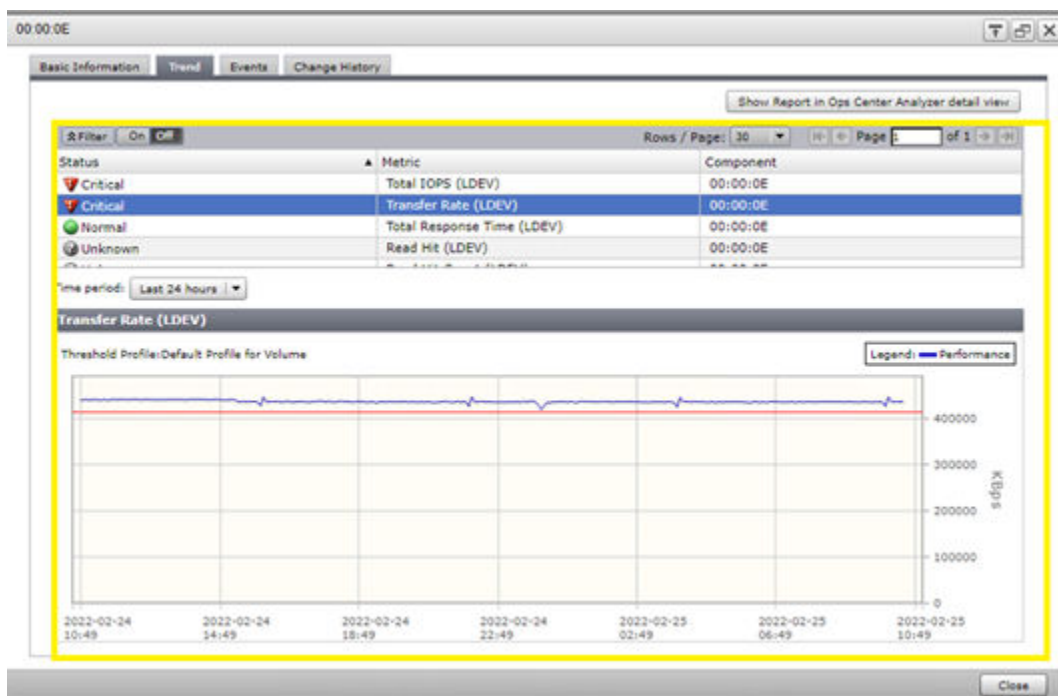 00:00:0E
Basic Information Trend Events Change History
Show Report in Ops Center Analyzer detail view
Filter On Off Rows / Page: 30 Page 1 of 1
Status Metric Component
Critical Total IOPS (LDEV) 00:00:0E
Critical Transfer Rate (LDEV) 00:00:0E
Normal Total Response Time (LDEV) 00:00:0E
Unknown Read Hit (LDEV) 00:00:0E
Time period: Last 24 hours
Transfer Rate (LDEV)
Threshold Profile:Default Profile for Volume
Legend: Performance
400000
300000
200000
100000
0
KBps
2022-02-24 2022-02-24 2022-02-24 2022-02-24 2022-02-25 2022-02-25 2022-02-25
10:49 14:49 18:49 22:49 02:49 06:49 10:49
Close